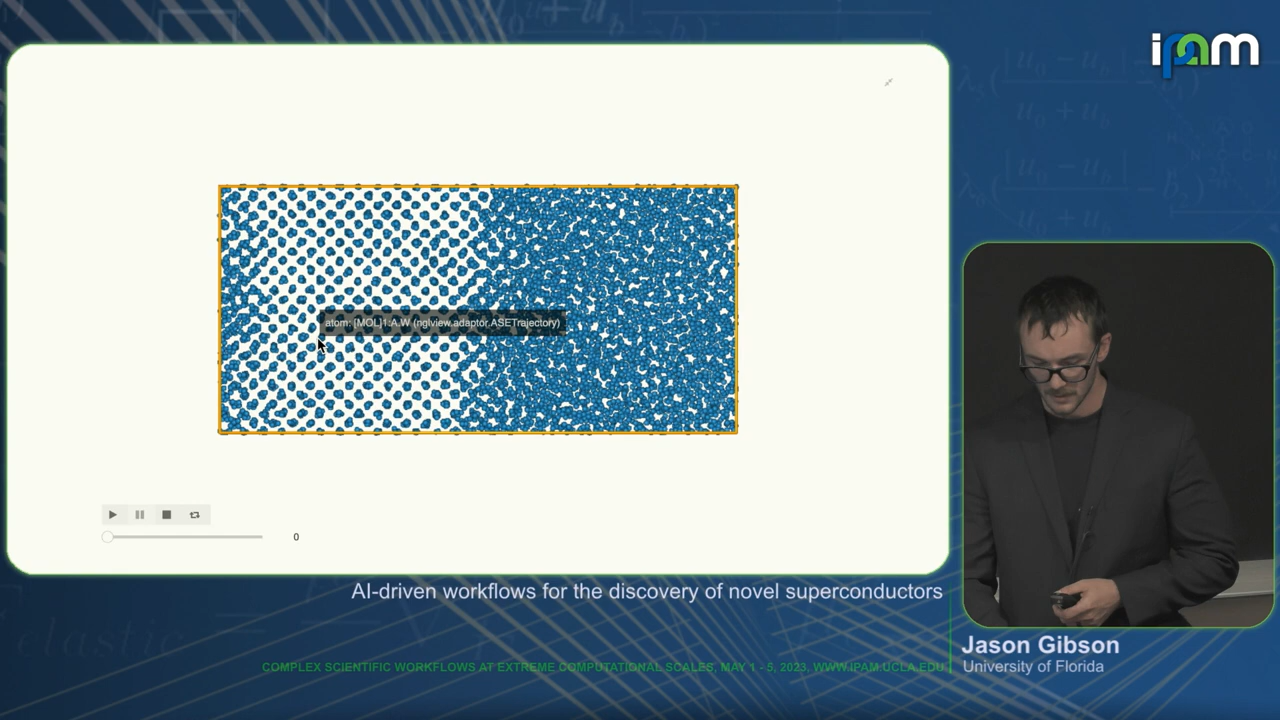 ipam
atom: [MOL]1:A.W (nglview.adaptor.ASETrajectory)
0
AI-driven workflows for the discovery of novel superconductors
Jason Gibson
University of Florida
COMPLEX SCIENTIFIC WORKFLOWS AT EXTREME COMPUTATIONAL SCALES, MAY 1 - 5, 2023, WWW.IPAM.UCLA.EDU
elastic